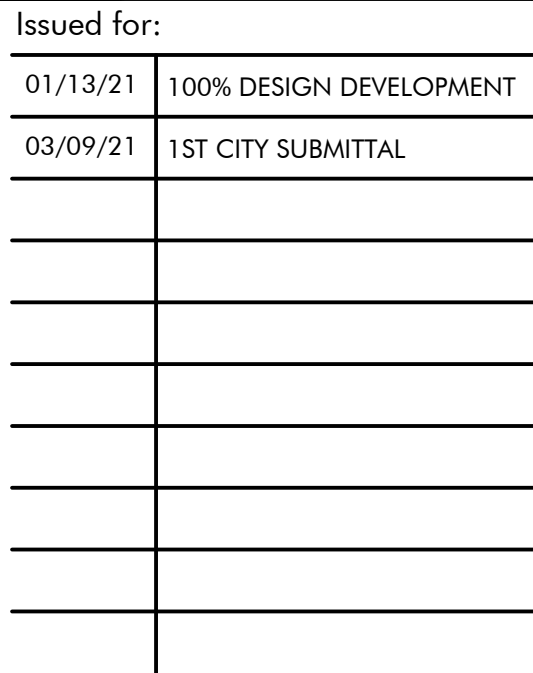 Issued for:
01/13/21 100% DESIGN DEVELOPMENT
03/09/21 1ST CITY SUBMITTAL